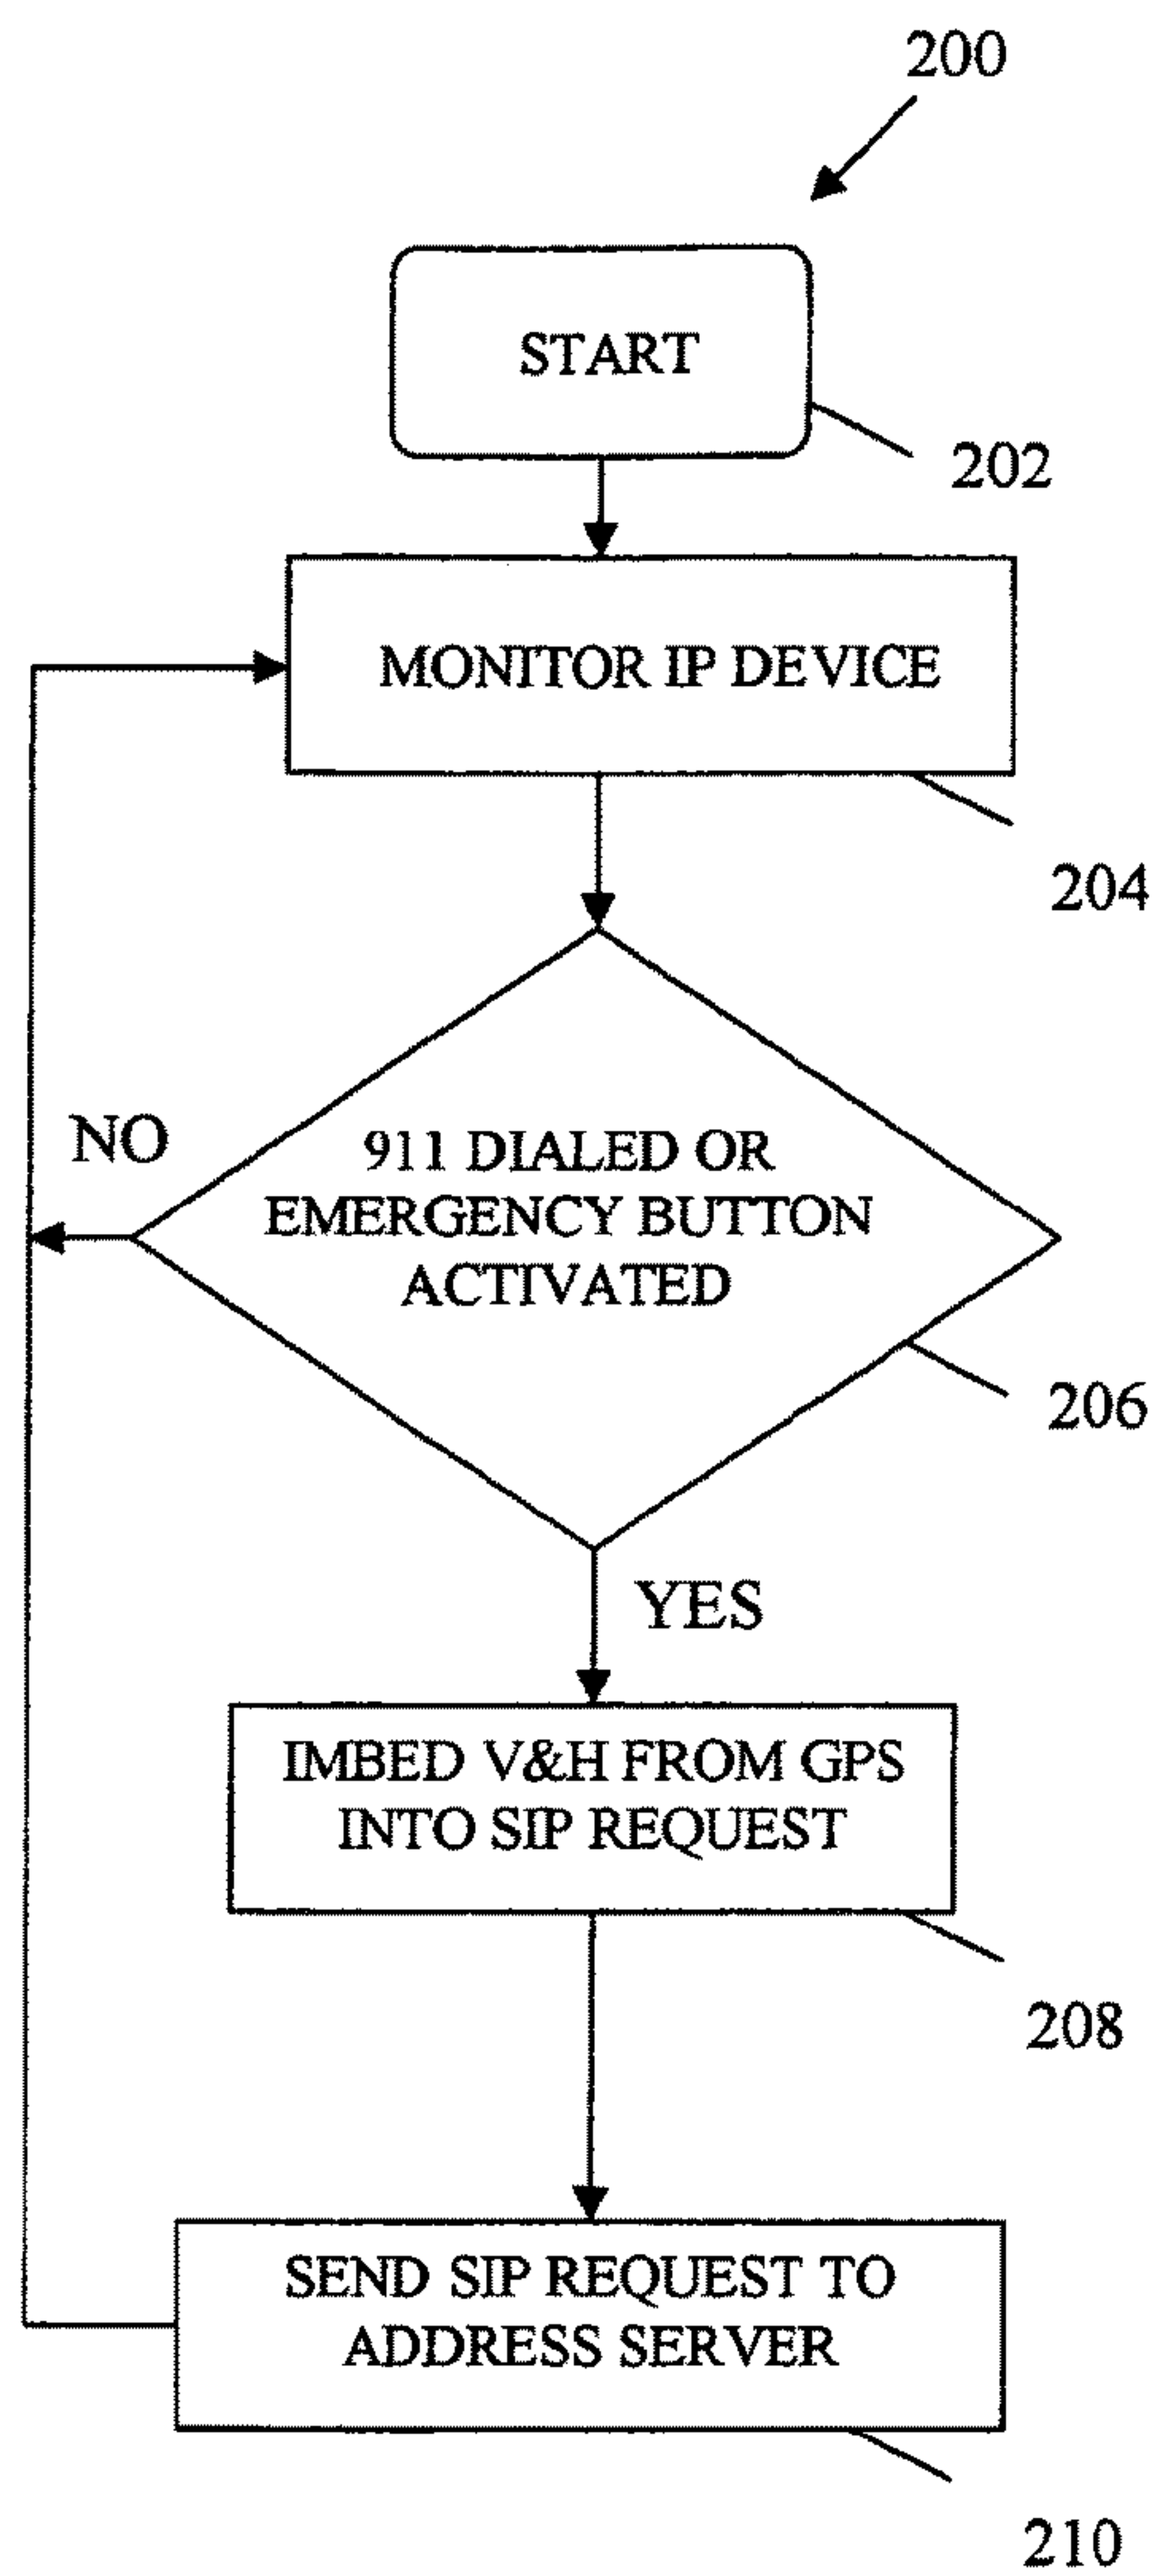 200
START
202
MONITOR IP DEVICE
204
NO
911 DIALED OR
EMERGENCY BUTTON
ACTIVATED
206
YES
IMBED V&H FROM GPS
INTO SIP REQUEST
208
SEND SIP REQUEST TO
ADDRESS SERVER
210